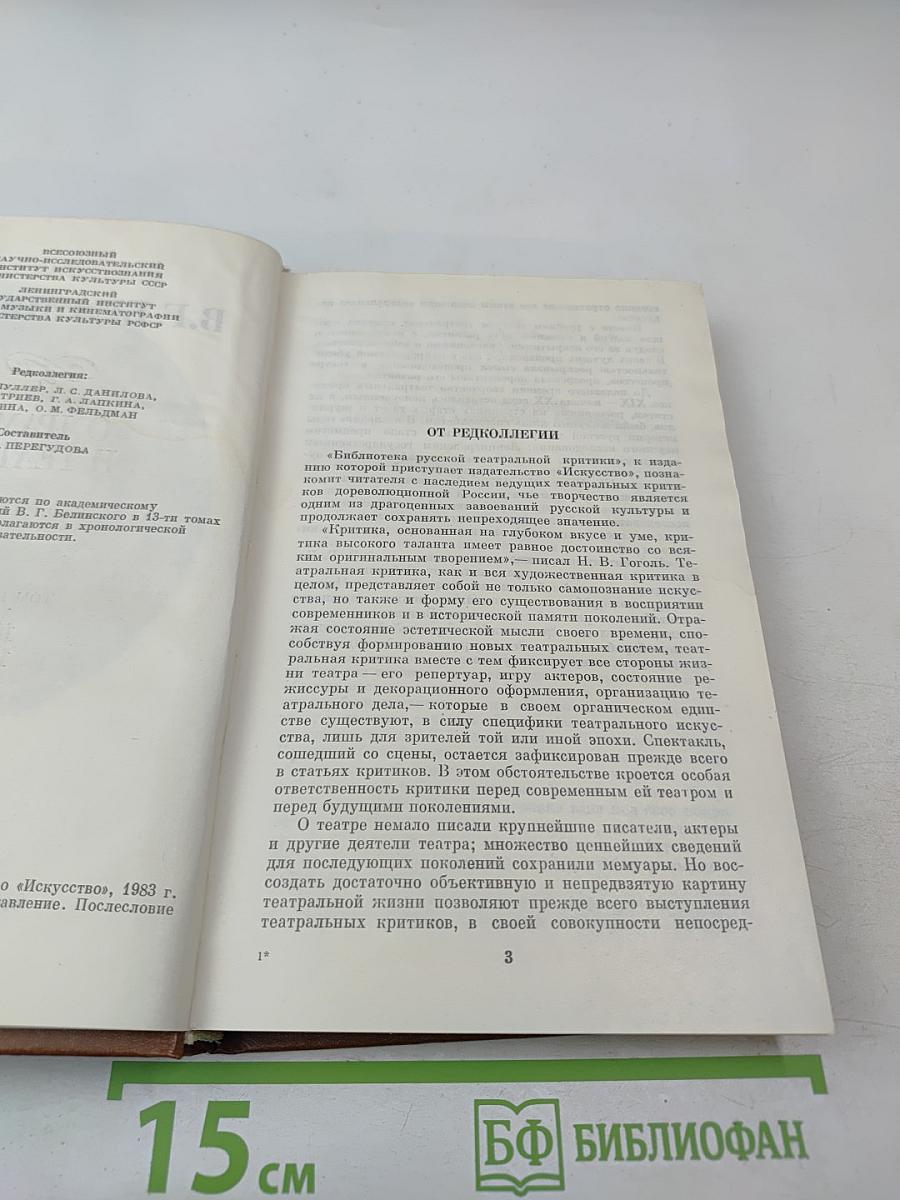 ВСЕСОЮЗНЫЙ
НАУЧНО-ИССЛЕДОВАТЕЛЬСКИЙ
ИНСТИТУТ ИСКУССТВОЗНАНИЯ
МИНИСТЕРСТВА КУЛЬТУРЫ СССР
ЛЕНИНГРАДСКИЙ
УДАРСТВЕННЫЙ ИНСТИТУТ
МУЗЫКИ И КИНЕМАТОГРАФИИ
СТЕРСТВА КУЛЬТУРЫ РСФСР
Редколлегия:
Л. С. ДАНИЛОВА,
ТРИЕВ, Г. А. ЛАПКИНА,
ИНА, О. М. ФЕЛЬДМАН
Составитель
ПЕРЕГУДОВА
ются по академическому
ий В. Г. Белинского в 13-ти томах
лагаются в хронологической
вательности.
о «Искусство», 1983 г.
авление. Послесловие
ОТ РЕДКОЛЛЕГИИ
«Библиотека русской театральной критики», к изда-
нию которой приступает издательство «Искусство», позна-
комит читателя с наследием ведущих театральных крити-
ков дореволюционной России, чье творчество является
одним из драгоценных завоеваний русской культуры и
продолжает сохранять непреходящее значение.
«Критика, основанная на глубоком вкусе и уме, кри-
тика высокого таланта имеет равное достоинство со вся-
ким оригинальным творением»,— писал Н. В. Гоголь. Те-
атральная критика, как и вся художественная критика в
целом, представляет собой не только самопознание искус-
ства, но также и форму его существования в восприятии
современников и в исторической памяти поколений. Отра-
жая состояние эстетической мысли своего времени, спо-
собствуя формированию новых театральных систем, теат-
ральная критика вместе с тем фиксирует все стороны жиз-
ни театра — его репертуар, игру актеров, состояние ре-
жиссуры и декорационного оформления, организацию те-
атрального дела,— которые в своем органическом един-
стве существуют, в силу специфики театрального искус-
ства, лишь для зрителей той или иной эпохи. Спектакль,
сошедший со сцены, остается зафиксирован прежде всего
в статьях критиков. В этом обстоятельстве кроется особая
ответственность критики перед современным ей театром и
перед будущими поколениями.
О театре немало писали крупнейшие писатели, актеры
и другие деятели театра; множество ценнейших сведений
для последующих поколений сохранили мемуары. Но вос-
создать достаточно объективную и непредвзятую картину
театральной жизни позволяют прежде всего выступления
театральных критиков, в своей совокупности непосред-
1*
3
15 см
БФ БИБЛИОФАН